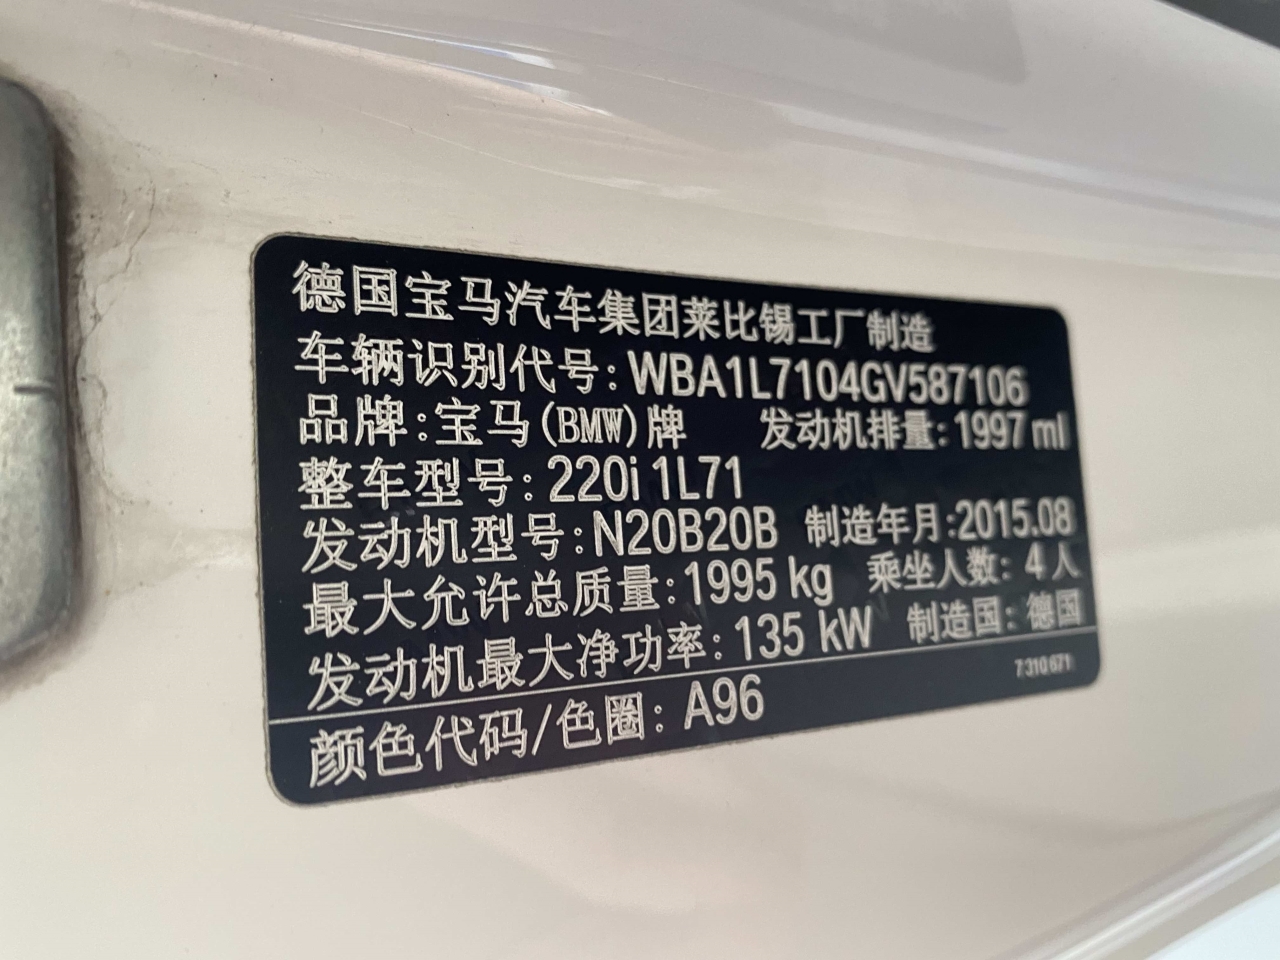 德国宝马汽车集团莱比锡工厂制造
车辆识别代号:WBA1L7104GV587106
品牌:宝马(BMW)牌 发动机排量:1997 ml
整车型号:220i 1L71
发动机型号:N20B20B 制造年月:2015.08
最大允许总质量:1995 kg 乘坐人数:4人
发动机最大净功率:135 kW 制造国:德国
7 310 671
颜色代码/色圈:A96